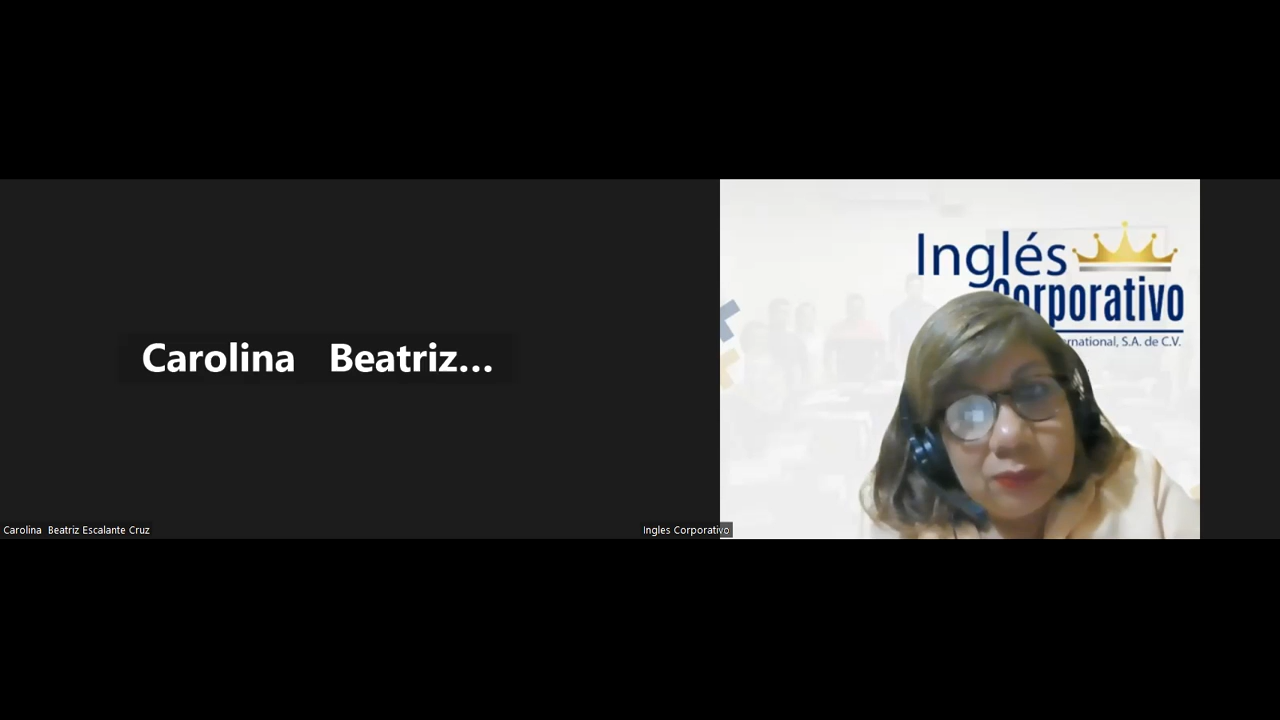 Carolina Beatriz...
Carolina Beatriz Escalante Cruz
Ingles Corporativo
Inglés
Corporativo
rnational, S.A. de C.V.